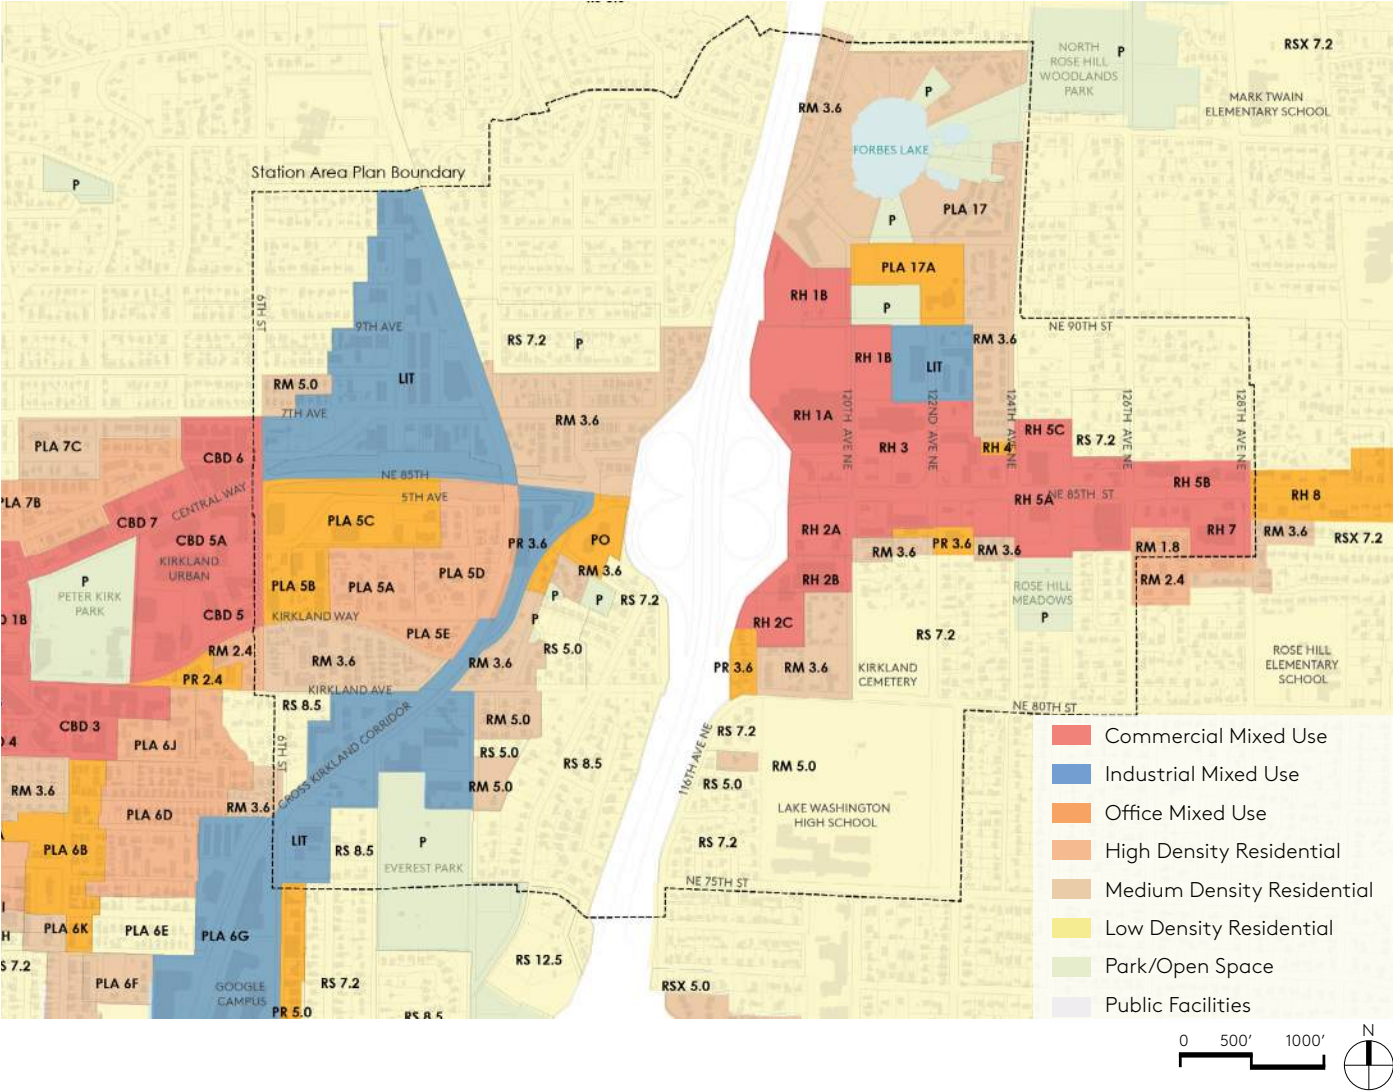 RSX 7.2
NORTH
ROSE HILL
WOODLANDS
PARK
P
MARK TWAIN
ELEMENTARY SCHOOL
RM 3.6
P
FORBES LAKE
Station Area Plan Boundary
P
PLA 17
P
PLA 17A
RH 1B
P
6TH ST
9TH AVE
RS 7.2
P
NE 90TH ST
RM 3.6
RH 1B
LIT
LIT
RM 5.0
7TH AVE
RM 3.6
RH 1A
120TH AVE NE
122ND AVE NE
124TH AVE NE
126TH AVE NE
128TH AVE NE
RH 5C
RS 7.2
PLA 7C
CBD 6
RH 3
RH 4
NE 85TH
5TH AVE
RH 5A
NE 85TH ST
RH 5B
RH 8
PLA 7B
CENTRAL WAY
CBD 7
PLA 5C
CBD 5A
KIRKLAND
URBAN
PR 3.6
PO
RH 2A
RM 3.6
PR 3.6
RM 3.6
RM 1.8
RH 7
RM 3.6
RSX 7.2
P
PETER KIRK
PARK
PLA 5B
PLA 5A
PLA 5D
RM 3.6
P
P
RS 7.2
RH 2B
ROSE HILL
MEADOWS
P
RM 2.4
1B
CBD 5
KIRKLAND WAY
PLA 5E
P
RH 2C
RS 7.2
RM 2.4
RM 3.6
RM 3.6
RS 5.0
PR 3.6
RM 3.6
KIRKLAND
CEMETERY
ROSE HILL
ELEMENTARY
SCHOOL
PR 2.4
KIRKLAND AVE
RS 8.5
NE 80TH ST
CBD 3
4
PLA 6J
6TH ST
CROSS KIRKLAND CORRIDOR
RM 5.0
RS 5.0
RS 8.5
RM 5.0
116TH AVE NE
RS 7.2
RM 5.0
RS 5.0
RM 3.6
PLA 6D
RM 3.6
LAKE WASHINGTON
HIGH SCHOOL
PLA 6B
LIT
RS 8.5
P
EVEREST PARK
RS 7.2
NE 75TH ST
PLA 6K
PLA 6E
PLA 6G
H
S 7.2
PLA 6F
GOOGLE
CAMPUS
RS 7.2
PR 5.0
RS 8.5
RS 12.5
RSX 5.0
Commercial Mixed Use
Industrial Mixed Use
Office Mixed Use
High Density Residential
Medium Density Residential
Low Density Residential
Park/Open Space
Public Facilities
0 500’ 1000’
N
P